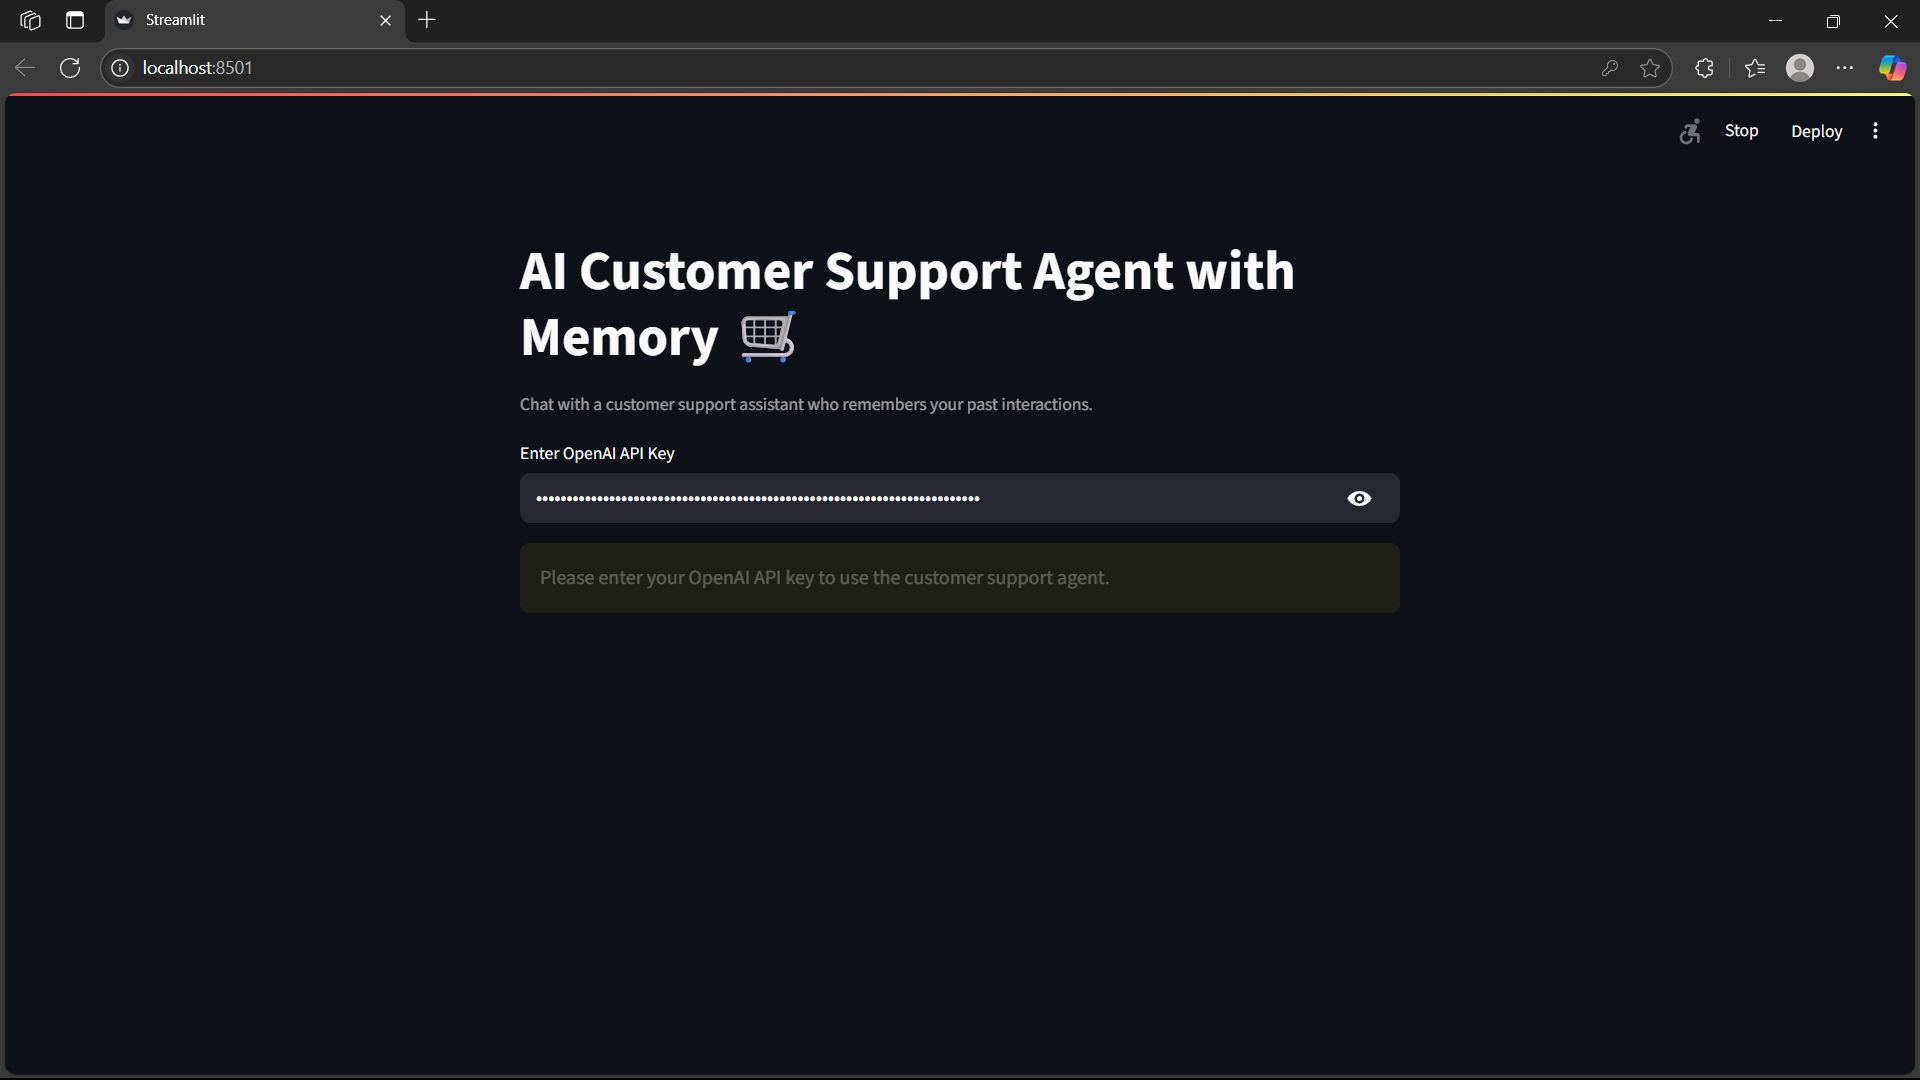 Streamlit
localhost:8501
Stop
Deploy
AI Customer Support Agent with
Memory 🛒
Chat with a customer support assistant who remembers your past interactions.
Enter OpenAI API Key
Please enter your OpenAI API key to use the customer support agent.